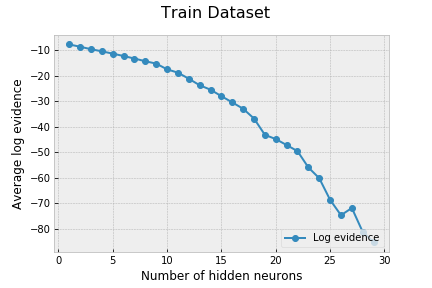 Train Dataset
Average log evidence
−10
−20
−30
−40
−50
−60
−70
−80
Log evidence
0 5 10 15 20 25 30
Number of hidden neurons